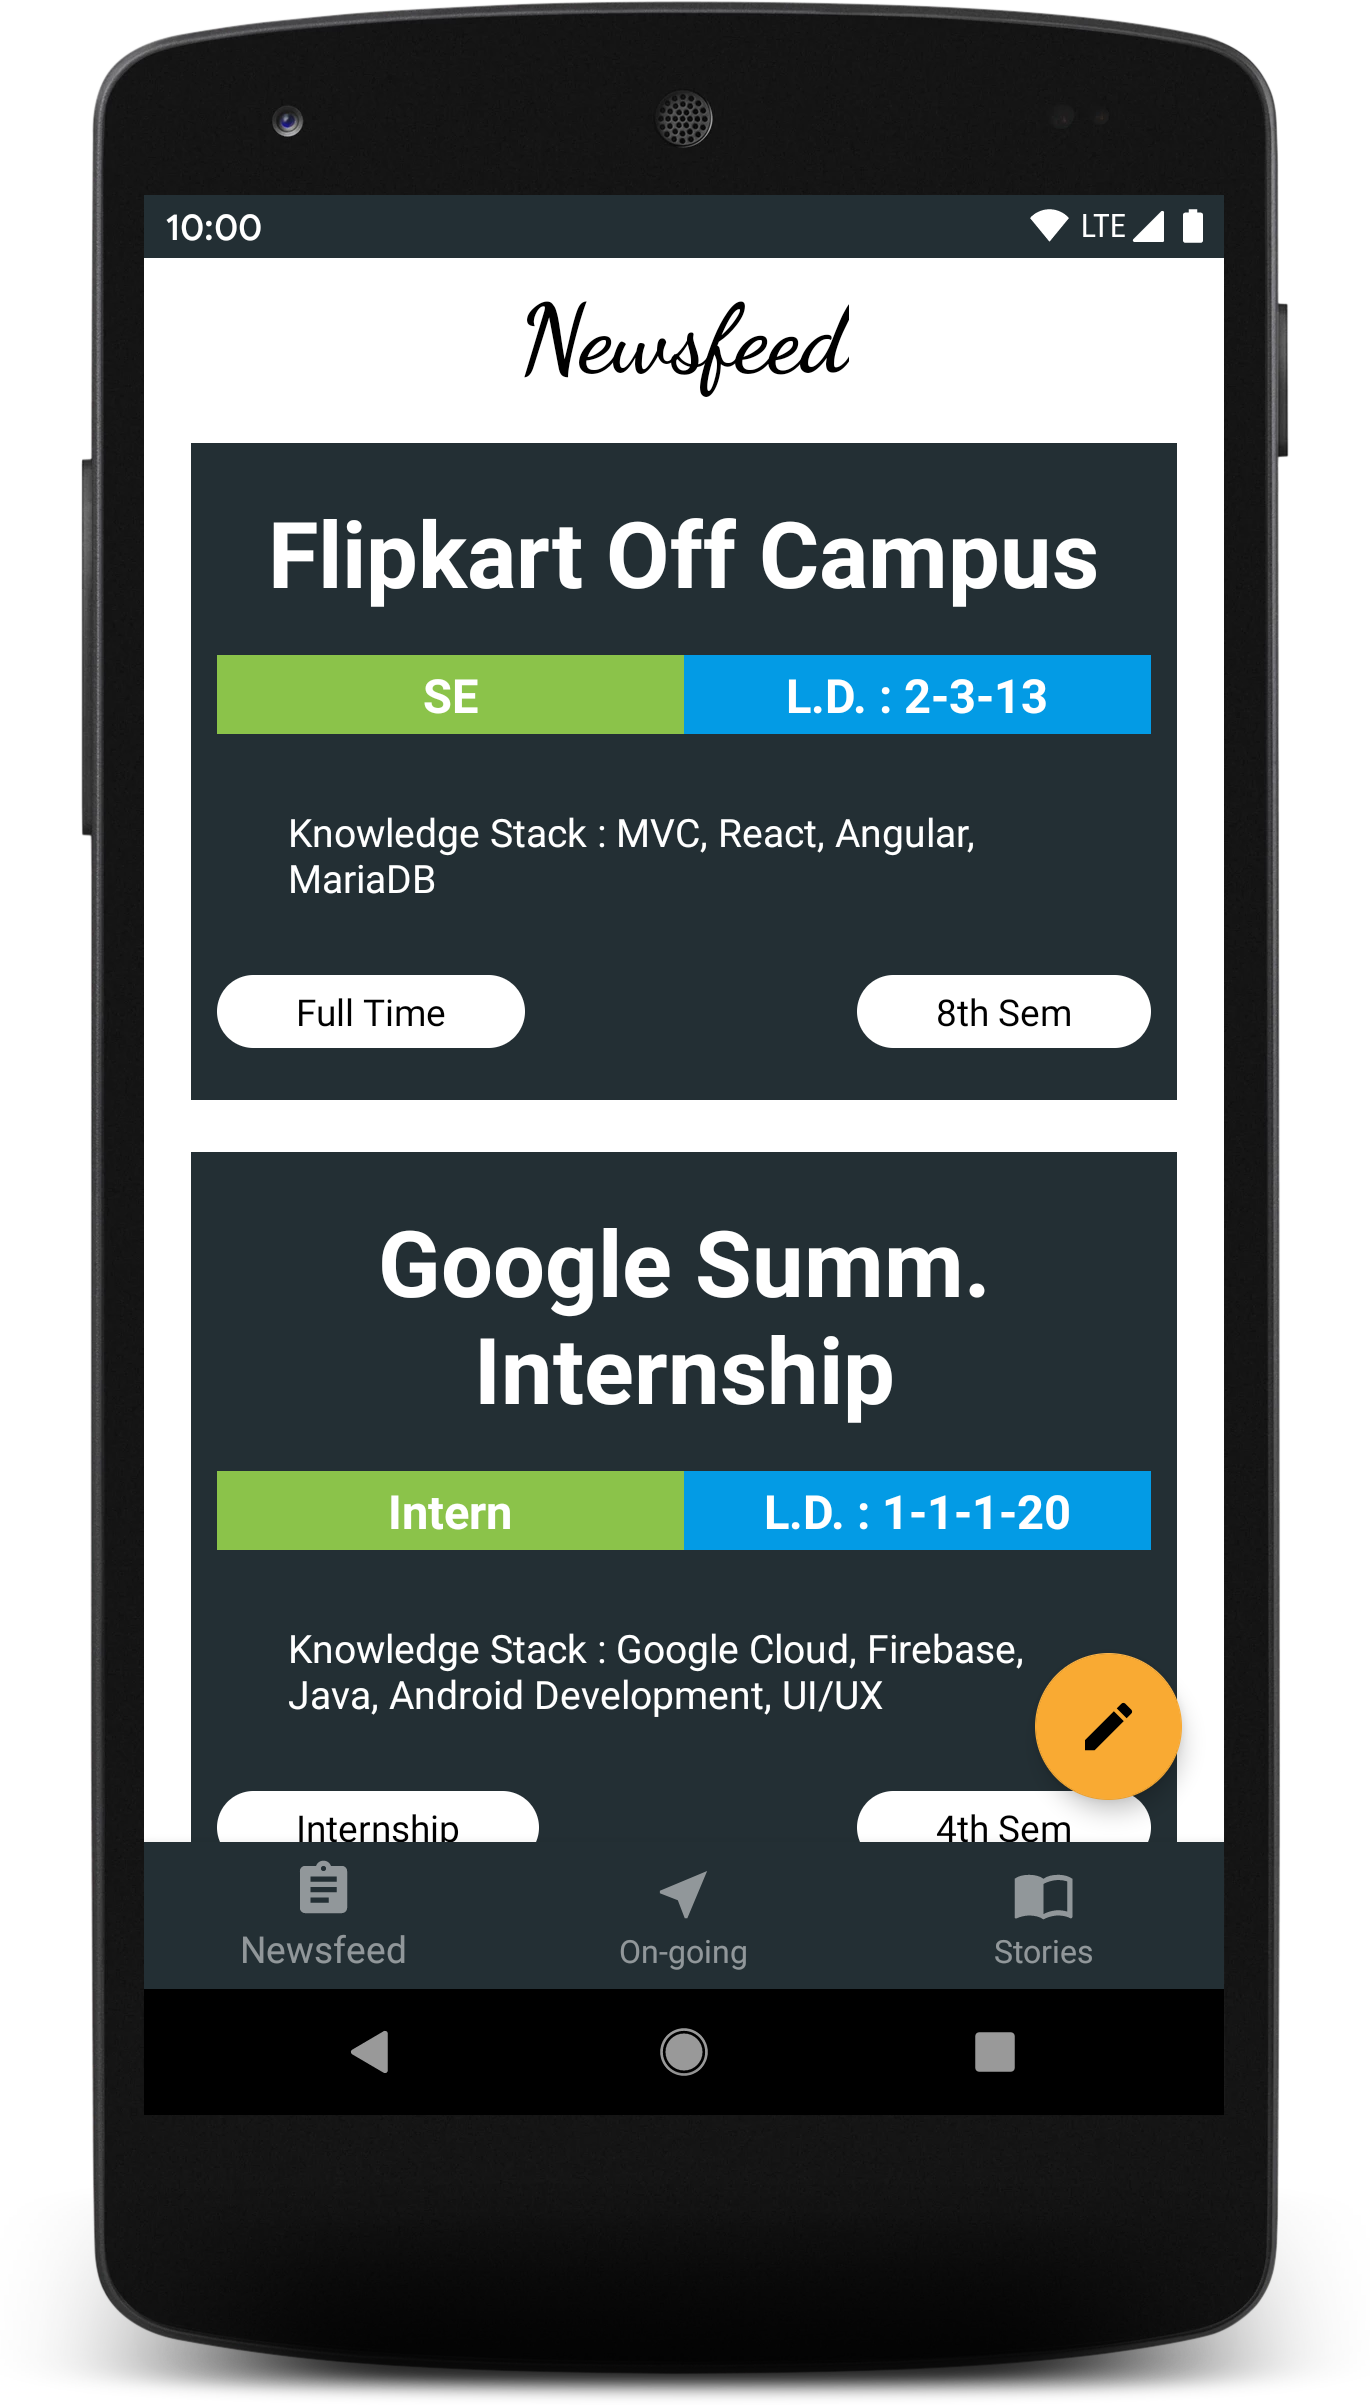 10:00
LTE
Newsfeed
Flipkart Off Campus
SE
L.D. : 2-3-13
Knowledge Stack : MVC, React, Angular,
MariaDB
Full Time
8th Sem
Google Summ.
Internship
Intern
L.D. : 1-1-1-20
Knowledge Stack : Google Cloud, Firebase,
Java, Android Development, UI/UX
Internship
4th Sem
Newsfeed
On-going
Stories